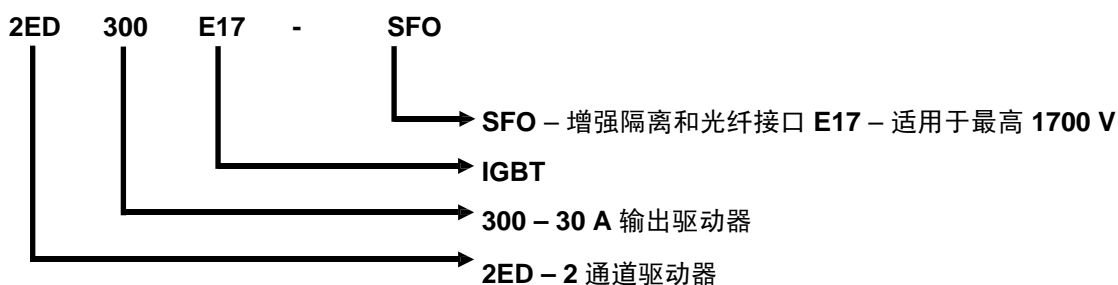 2ED 300 E17 - SFO
SFO – 增强隔离和光纤接口 E17 – 适用于最高 1700 V
IGBT
300 – 30 A 输出驱动器
2ED – 2 通道驱动器